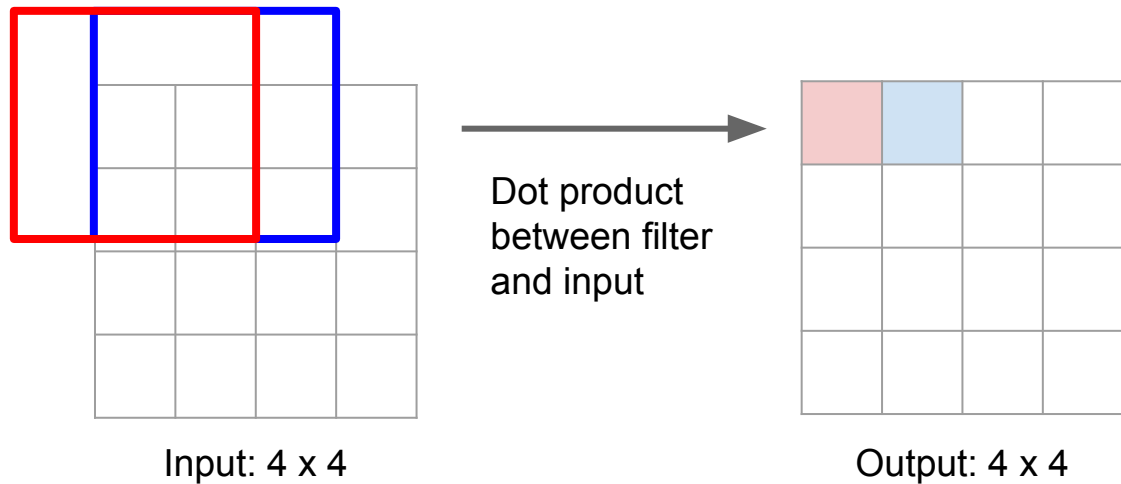 Dot product
between filter
and input
Input: 4 x 4
Output: 4 x 4